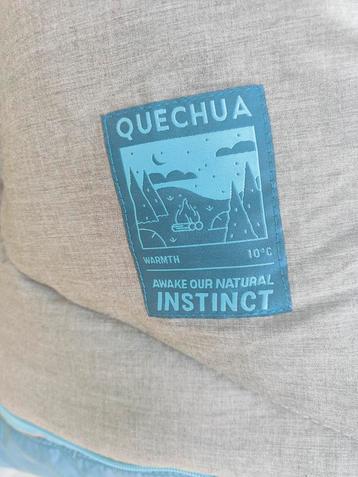 QUECHUA
WARMTH 10°C
AWAKE OUR NATURAL
INSTINCT